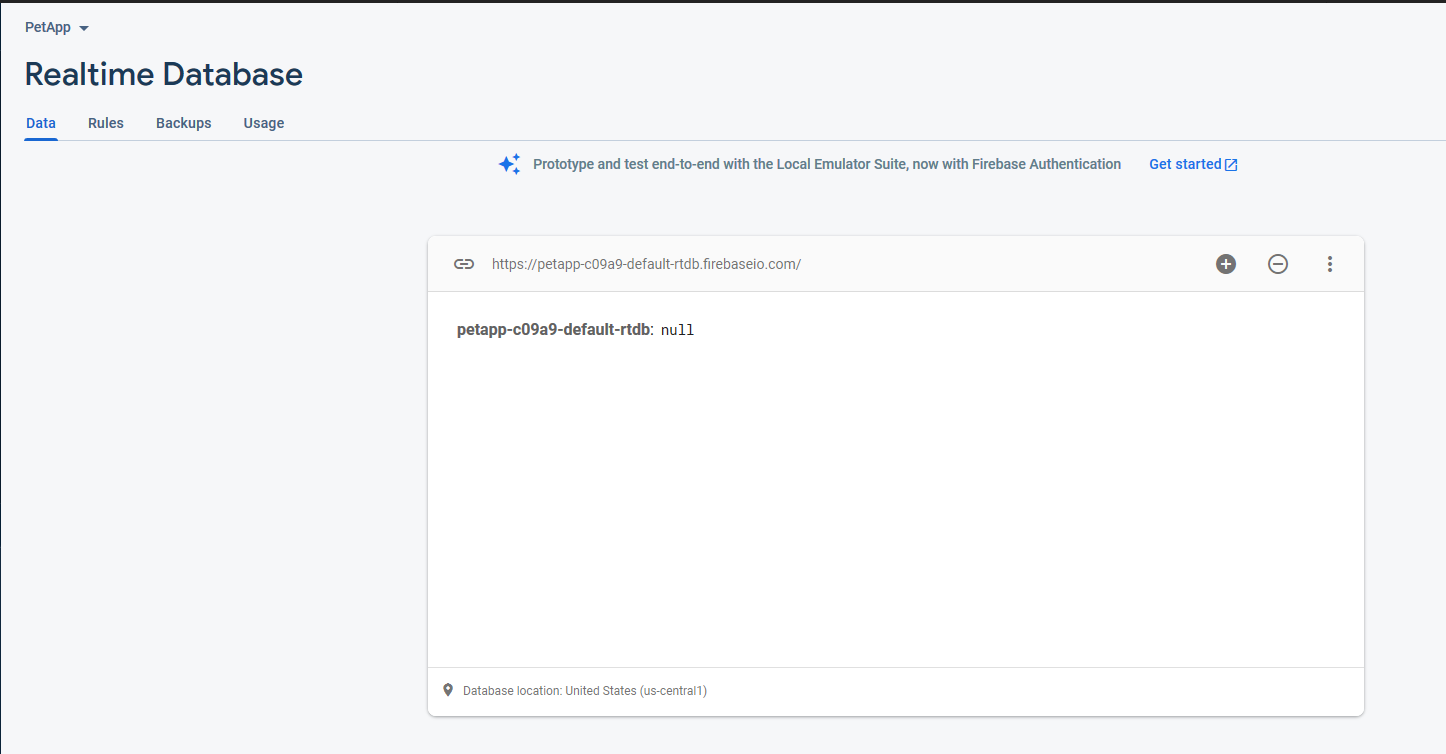 PetApp
Realtime Database
Data Rules Backups Usage
Prototype and test end-to-end with the Local Emulator Suite, now with Firebase Authentication Get started
https://petapp-c09a9-default-rtdb.firebaseio.com/
petapp-c09a9-default-rtdb: null
Database location: United States (us-central1)